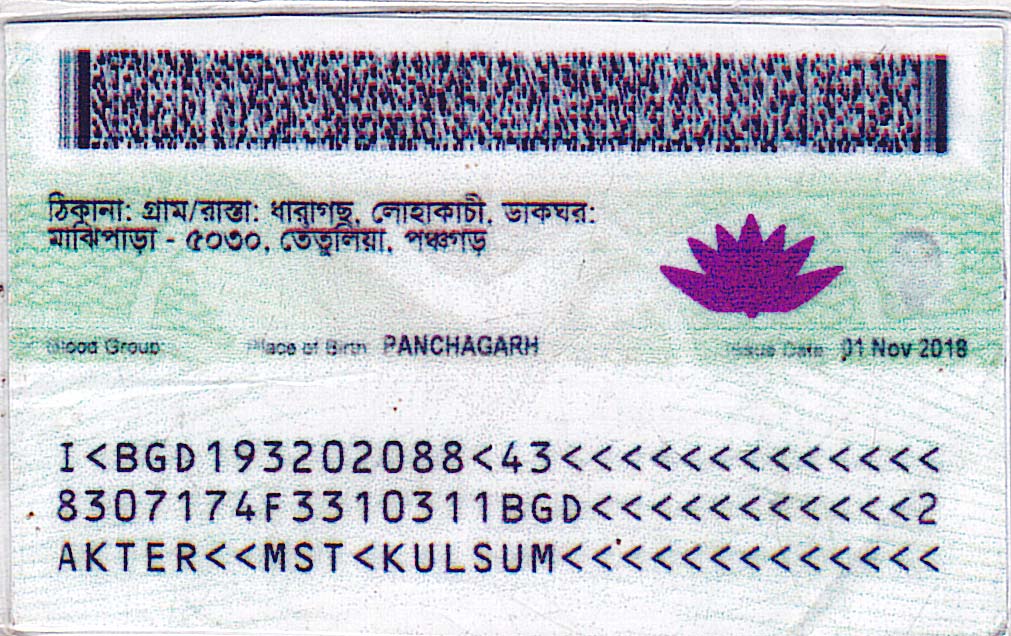 ঠিকানা: গ্রাম/রাস্তা: ধারাগছ, লোহাকাচী, ডাকঘর:
মাঝিপাড়া - ৫০৩০, তেতুলিয়া, পঞ্চগড়
Blood Group Place of Birth PANCHAGARH Issue Date 01 Nov 2018
I<BGD193202088<43<<<<<<<<<<<<<
8307174F3310311BGD<<<<<<<<<<<2
AKTER<<MST<KULSUM<<<<<<<<<<<<<